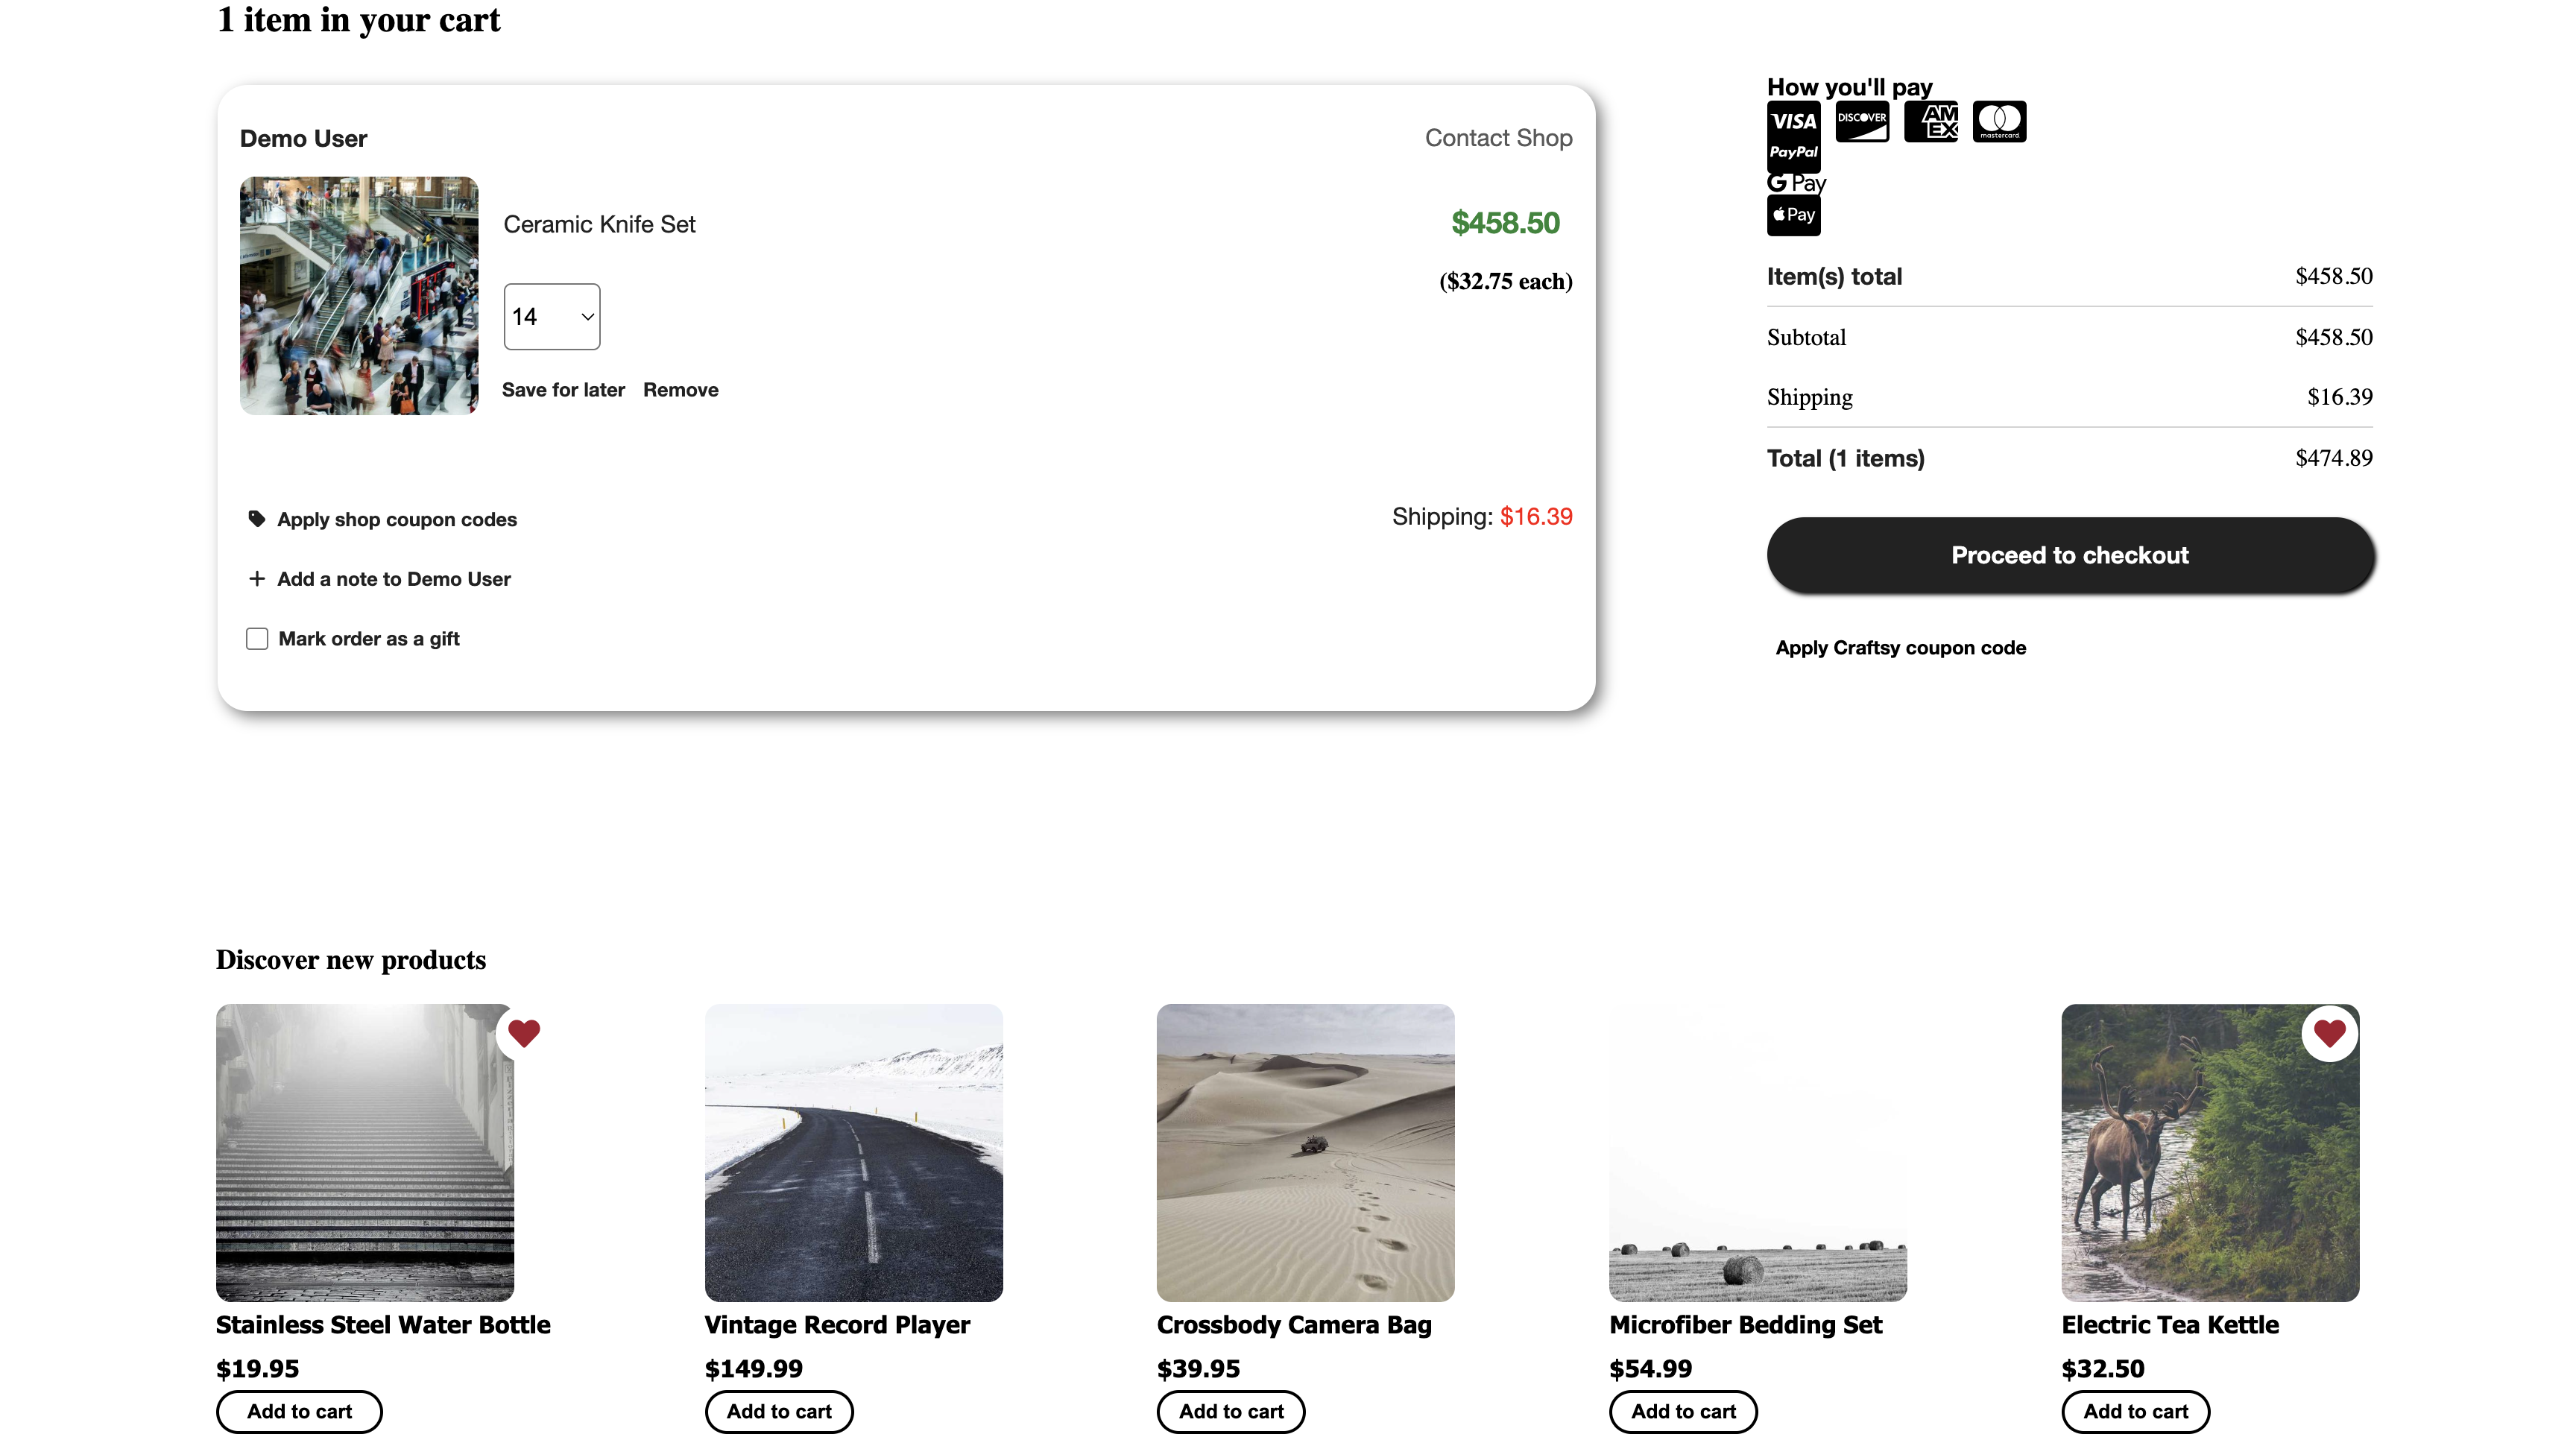 1 item in your cart
Demo User
Contact Shop
Ceramic Knife Set
$458.50
($32.75 each)
14
Save for later Remove
Apply shop coupon codes
Shipping: $16.39
Add a note to Demo User
Mark order as a gift
How you'll pay
VISA DISCOVER AMEX mastercard
PayPal
G Pay
Pay
Item(s) total $458.50
Subtotal $458.50
Shipping $16.39
Total (1 items) $474.89
Proceed to checkout
Apply Craftsy coupon code
Discover new products
Stainless Steel Water Bottle
$19.95
Add to cart
Vintage Record Player
$149.99
Add to cart
Crossbody Camera Bag
$39.95
Add to cart
Microfiber Bedding Set
$54.99
Add to cart
Electric Tea Kettle
$32.50
Add to cart